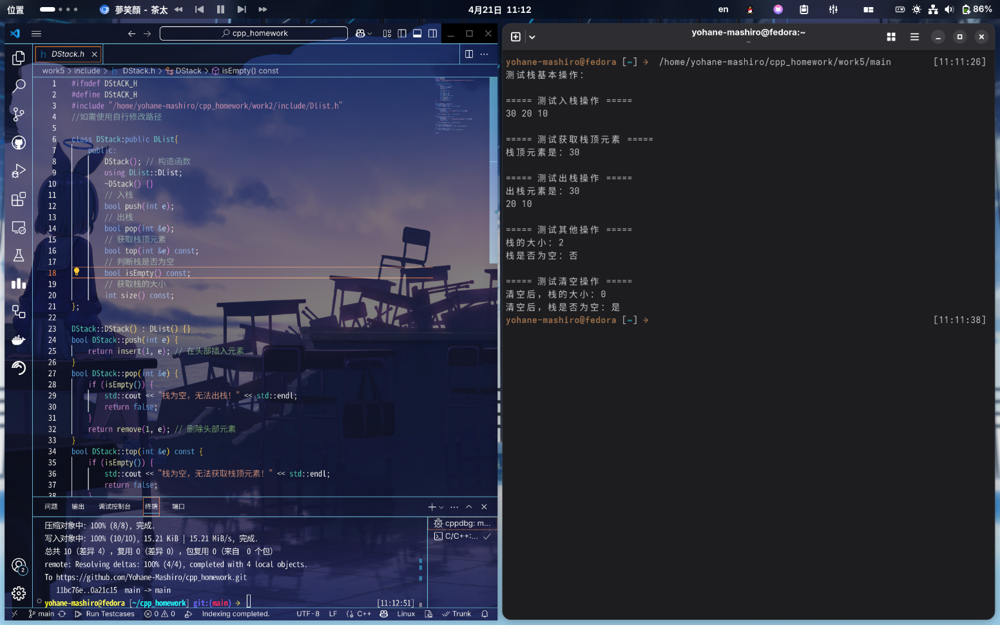 位置
夢笑顔 - 茶太
4月21日 11:12
en
86%
cpp_homework
DStack.h
work5 > include > DStack.h > DStack > isEmpty() const
1 #ifndef DStACK_H
2 #define DStACK_H
3 #include "/home/yohane-mashiro/cpp_homework/work2/include/Dlist.h"
4 //如需使用自行修改路径
5
6 class DStack:public DList{
7 public:
8 DStack(); // 构造函数
9 using DList::DList;
10 ~DStack() {}
11 // 入栈
12 bool push(int e);
13 // 出栈
14 bool pop(int &e);
15 // 获取栈顶元素
16 bool top(int &e) const;
17 // 判断栈是否为空
18 bool isEmpty() const;
19 // 获取栈的大小
20 int size() const;
21 };
22
23 DStack::DStack() : DList() {}
24 bool DStack::push(int e) {
25 return insert(1, e); // 在头部插入元素
26 }
27 bool DStack::pop(int &e) {
28 if (isEmpty()) {
29 std::cout << "栈为空，无法出栈！" << std::endl;
30 return false;
31 }
32 return remove(1, e); // 删除头部元素
33 }
34 bool DStack::top(int &e) const {
35 if (isEmpty()) {
36 std::cout << "栈为空，无法获取栈顶元素！" << std::endl;
37 return false;
38 }
问题 输出 调试控制台 终端 端口
压缩对象中: 100% (8/8), 完成.
写入对象中: 100% (10/10), 15.21 KiB | 15.21 MiB/s, 完成.
总共 10（差异 4），复用 0（差异 0），包复用 0（来自  0 个包）
remote: Resolving deltas: 100% (4/4), completed with 4 local objects.
To https://github.com/Yohane-Mashiro/cpp_homework.git
11bc76e..0a21c15  main -> main
yohane-mashiro@fedora [~/cpp_homework] git:(main) → [11:12:51]
cppdbg: m...
C/C++:...
2
main Run Testcases 0 0 Indexing completed. UTF-8 LF {} C++ Linux Trunk
yohane-mashiro@fedora:~
~
yohane-mashiro@fedora [~] → /home/yohane-mashiro/cpp_homework/work5/main [11:11:26]
测试栈基本操作：

===== 测试入栈操作 =====
30 20 10

===== 测试获取栈顶元素 =====
栈顶元素是：30

===== 测试出栈操作 =====
出栈元素是：30
20 10

===== 测试其他操作 =====
栈的大小：2
栈是否为空：否

===== 测试清空操作 =====
清空后，栈的大小：0
清空后，栈是否为空：是
yohane-mashiro@fedora [~] → [11:11:38]